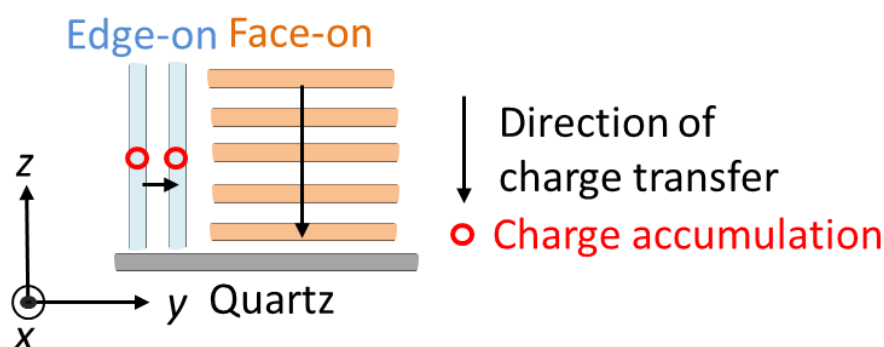 Edge-on Face-on
Direction of
charge transfer
Charge accumulation
z
y
Quartz
x